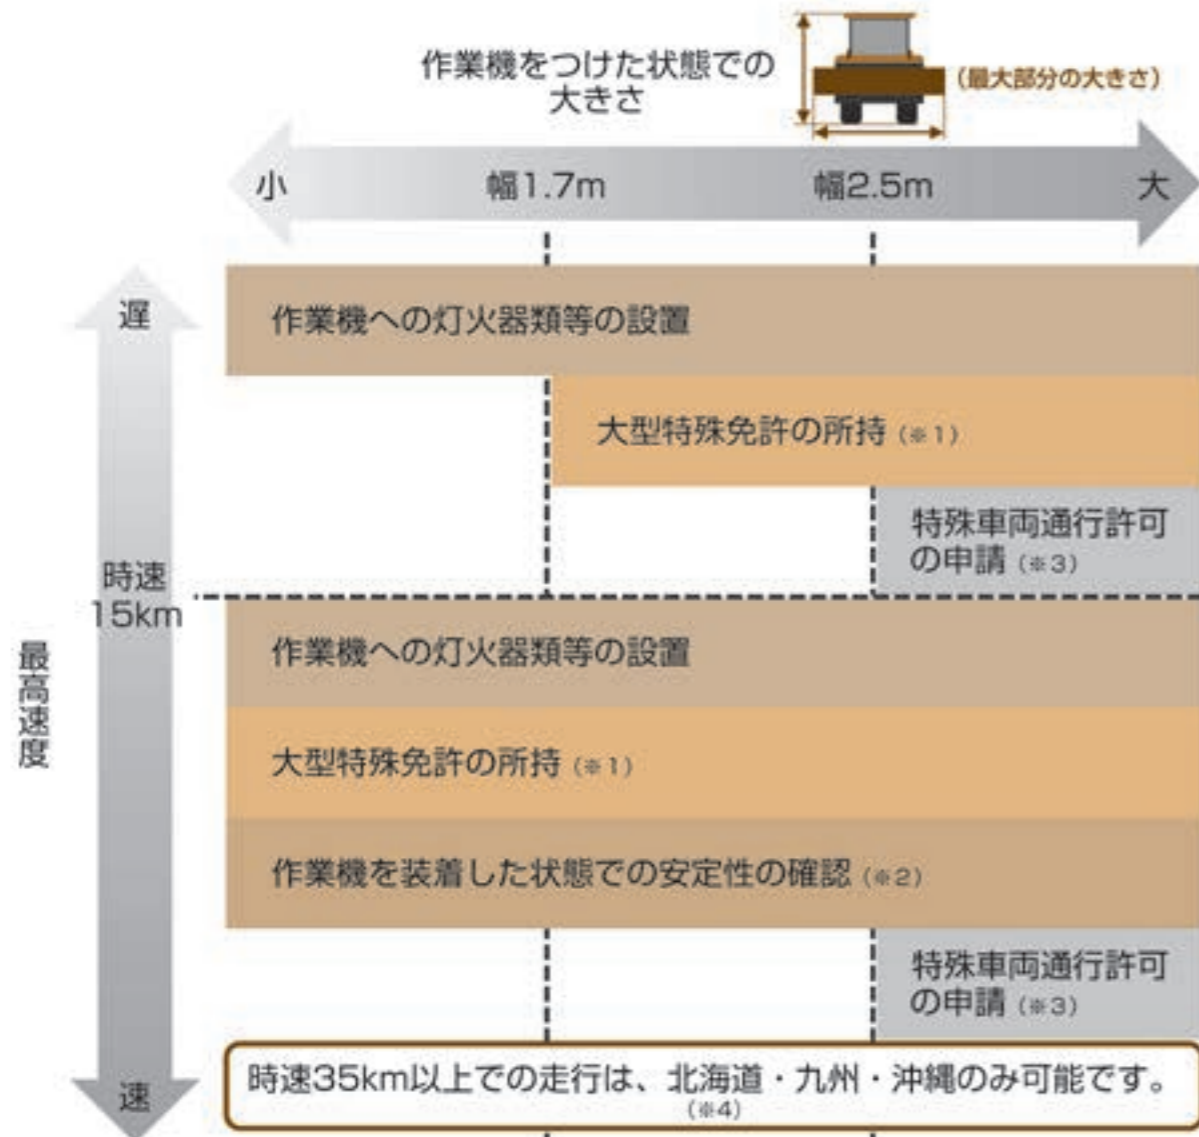 作業機をつけた状態での
大きさ
(最大部分の大きさ)
小 幅1.7m 幅2.5m 大
遅
作業機への灯火器類等の設置
大型特殊免許の所持 (※1)
特殊車両通行許可
の申請 (※3)
時速
15km
最高速度
作業機への灯火器類等の設置
大型特殊免許の所持 (※1)
作業機を装着した状態での安定性の確認 (※2)
特殊車両通行許可
の申請 (※3)
速
時速35km以上での走行は、北海道・九州・沖縄のみ可能です。
(※4)